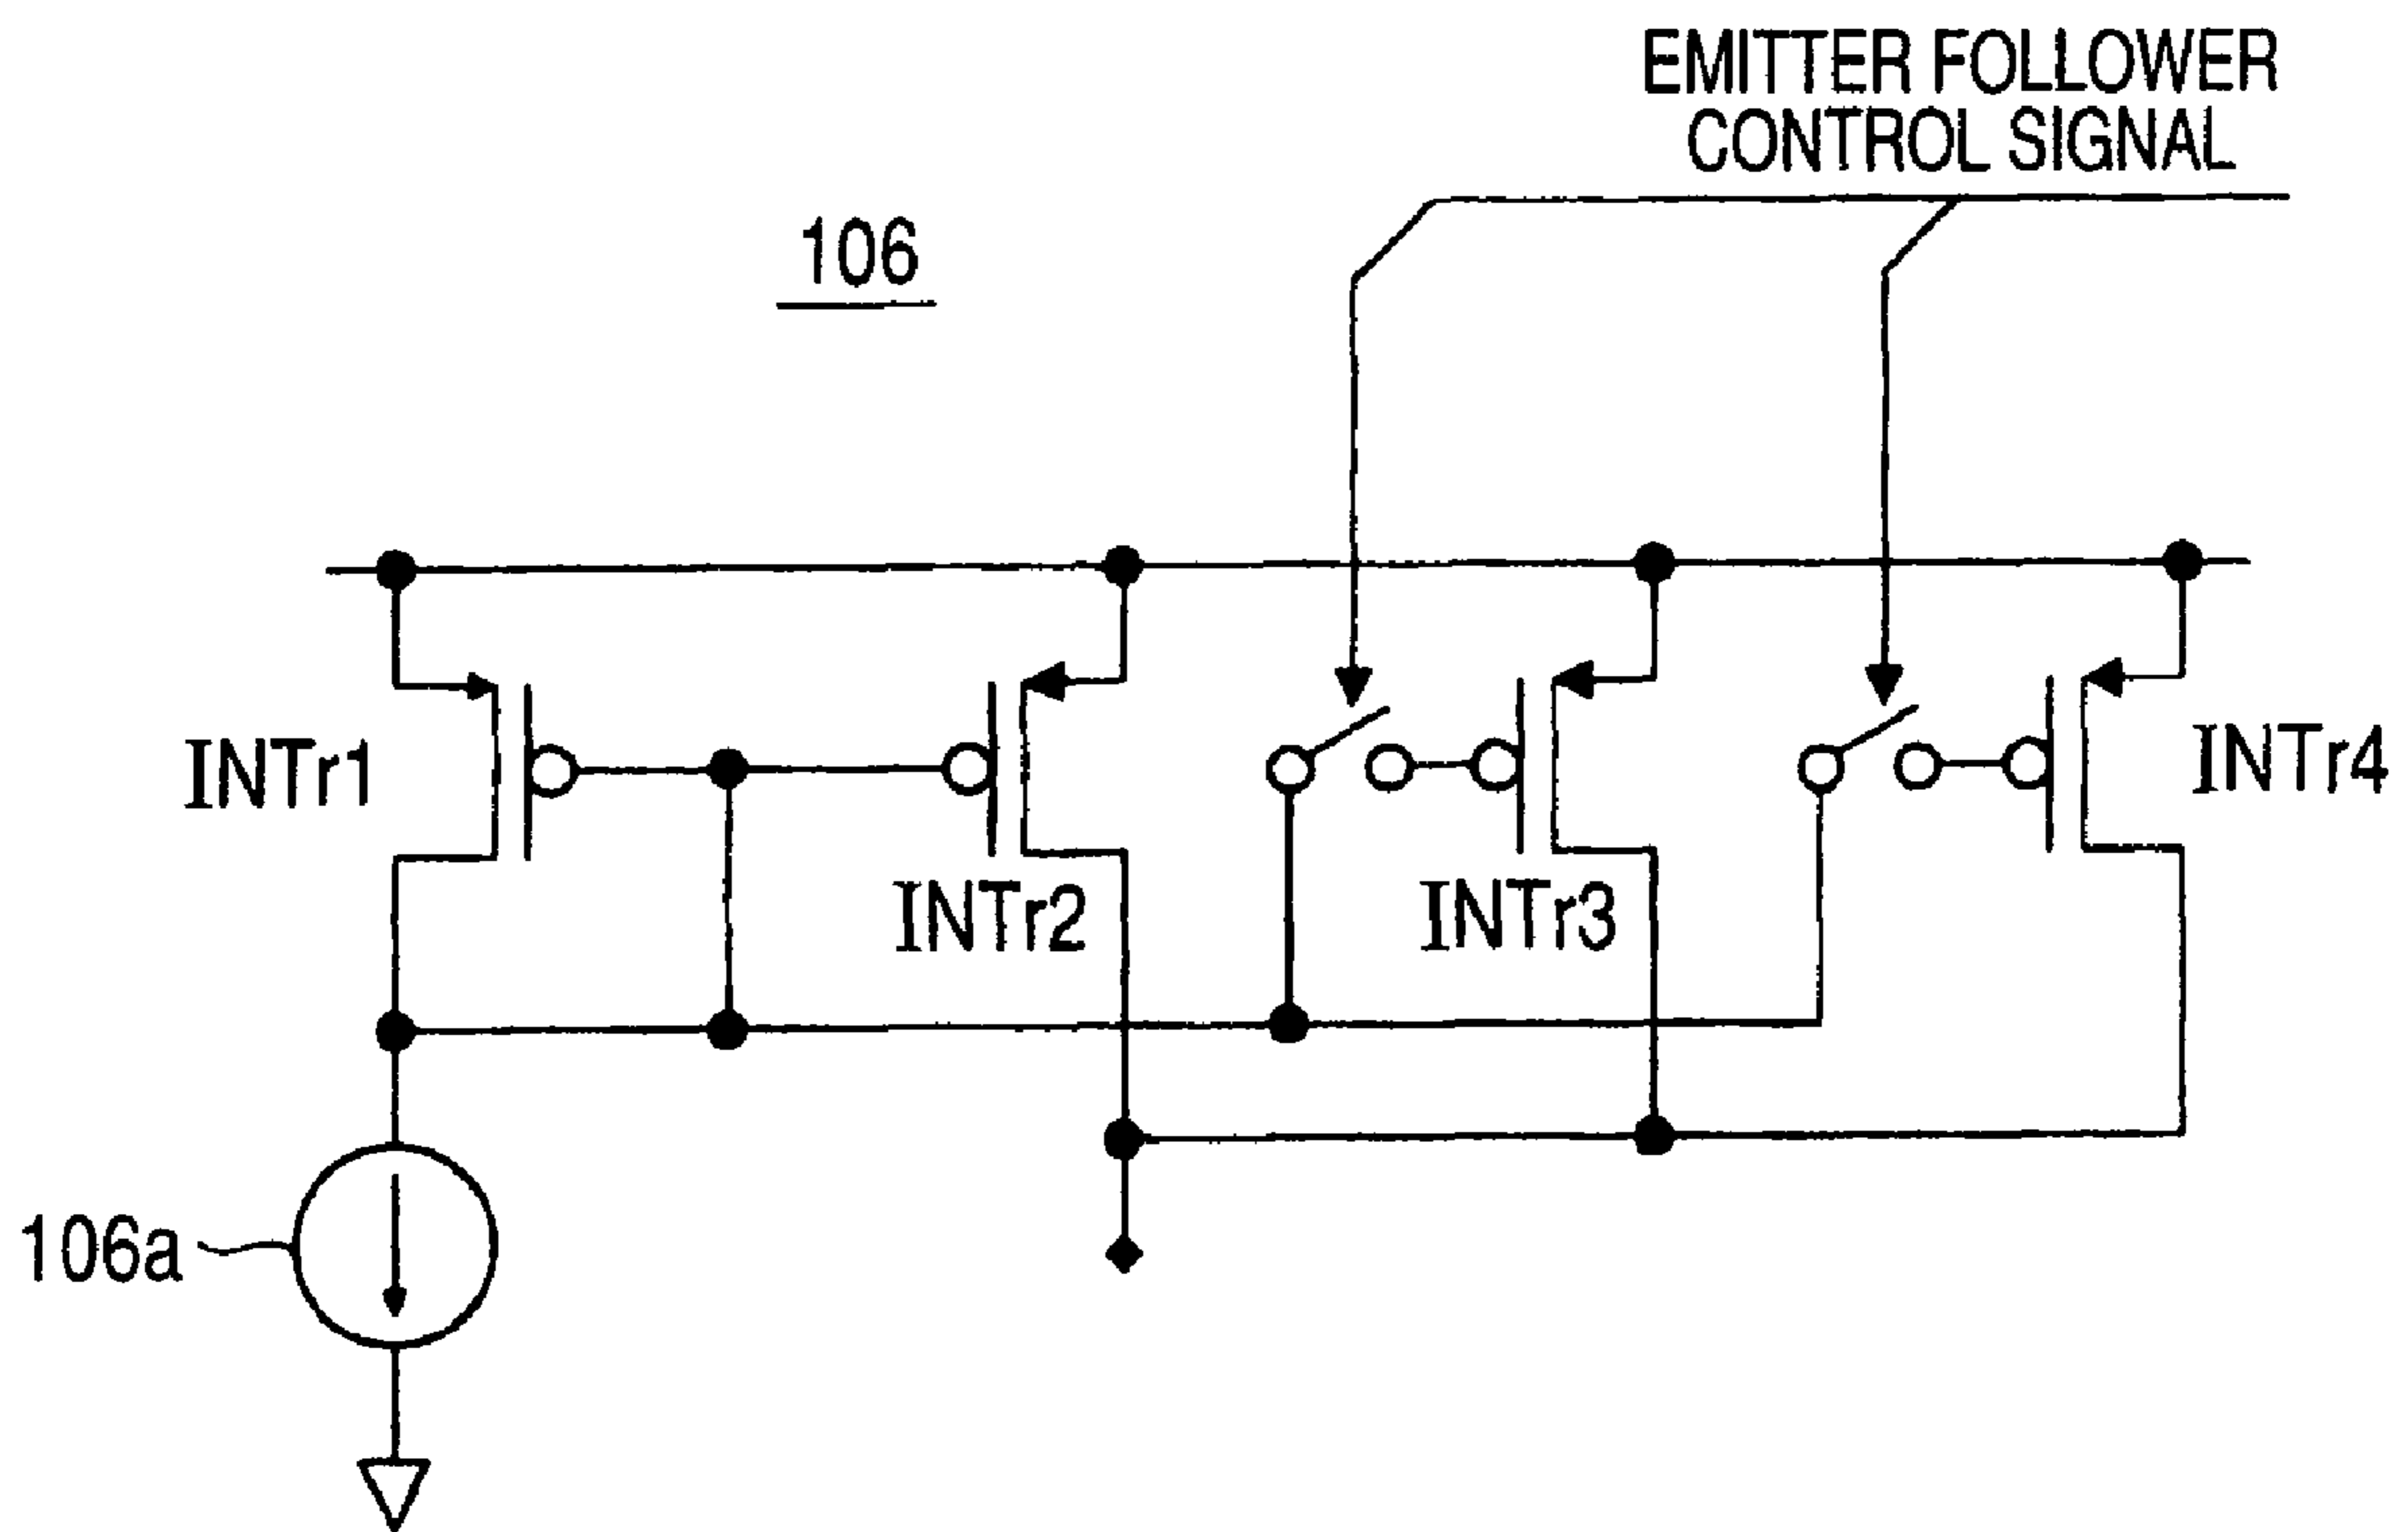 EMITTER FOLLOWER
CONTROL SIGNAL
106
INTr1
INTr2
INTr3
INTr4
106a